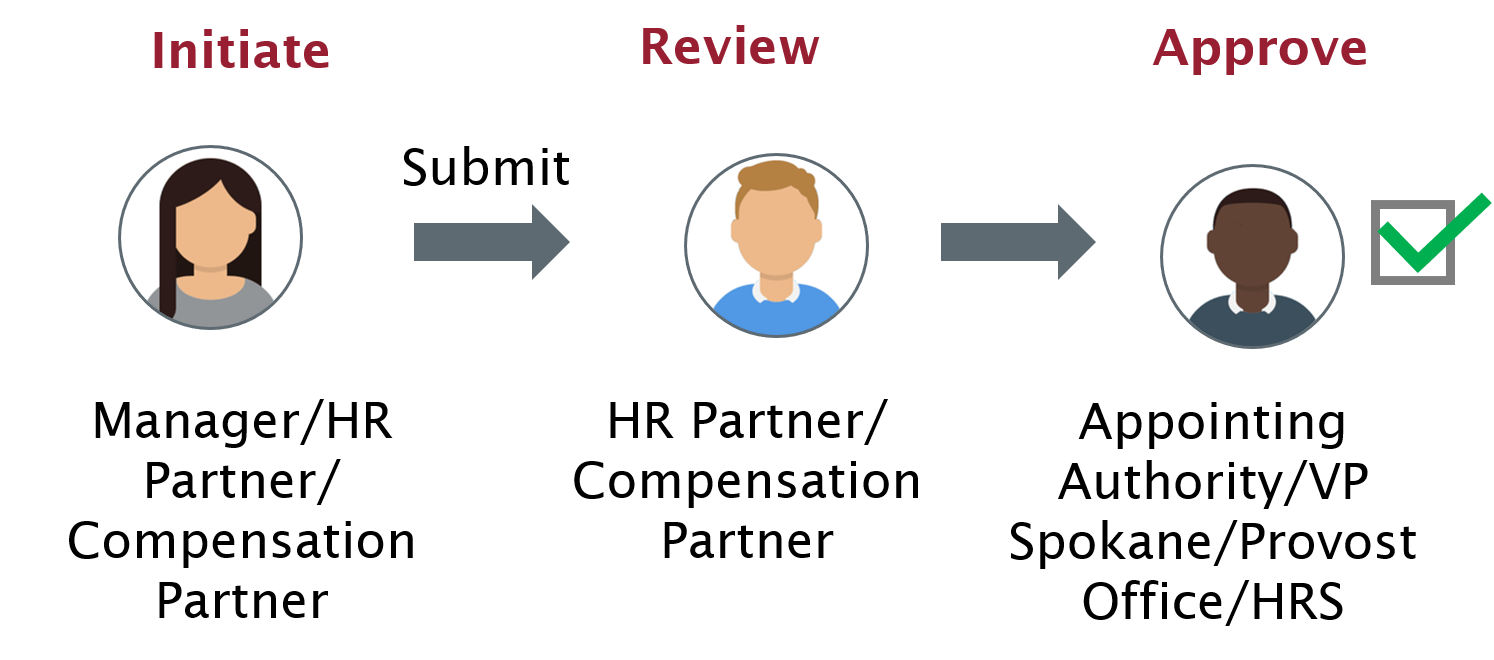 Initiate
Review
Approve
Submit
Manager/HR
Partner/
Compensation
Partner
HR Partner/
Compensation
Partner
Appointing
Authority/VP
Spokane/Provost
Office/HRS